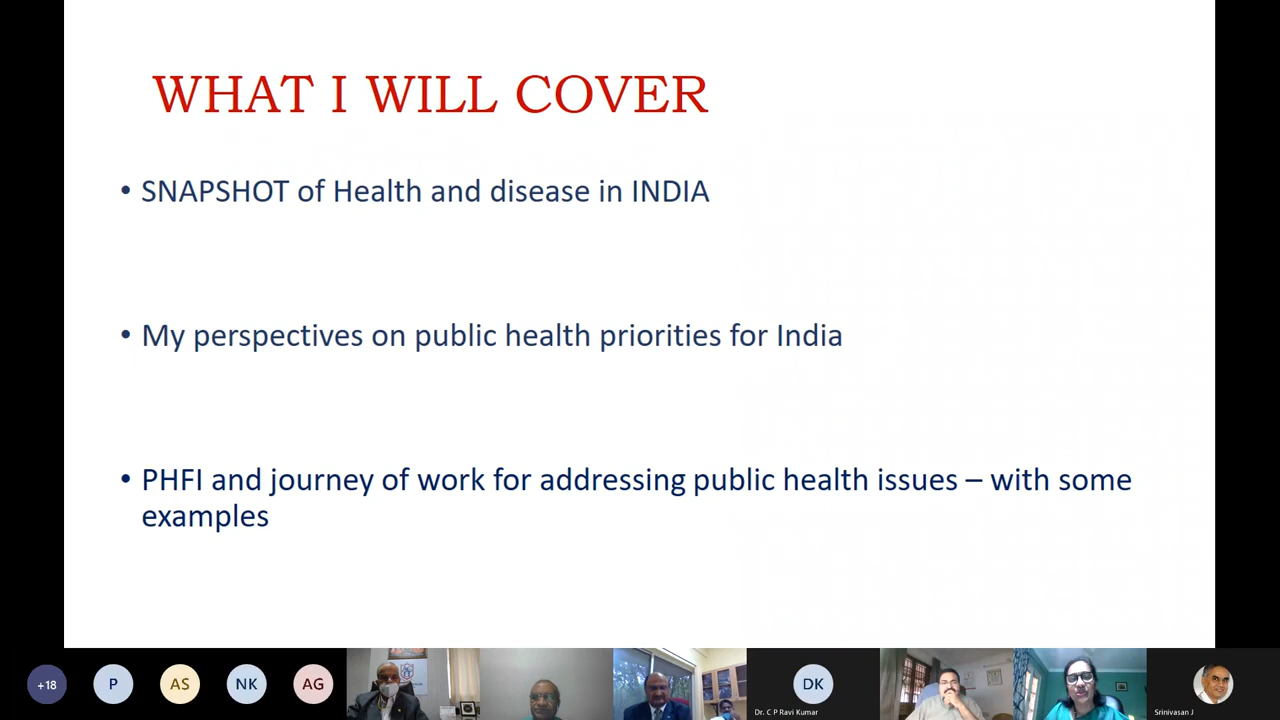 WHAT I WILL COVER
• SNAPSHOT of Health and disease in INDIA
• My perspectives on public health priorities for India
• PHFI and journey of work for addressing public health issues – with some
examples
+18
P
AS
NK
AG
DK
Dr. C P Ravi Kumar
Srinivasan J